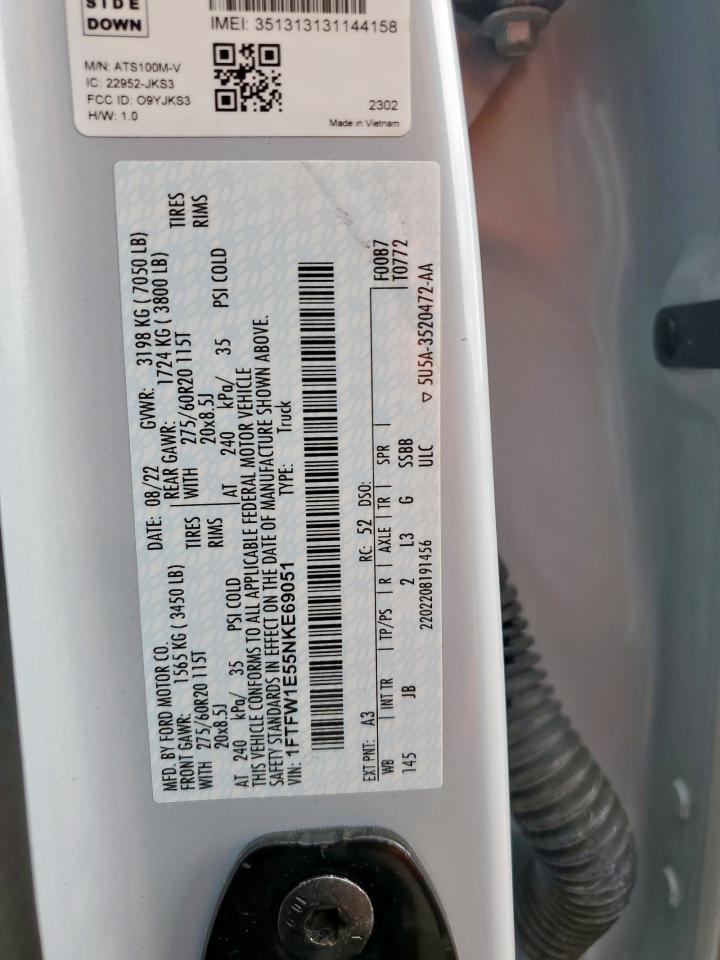 SIDE
DOWN
IMEI: 351313131144158
M/N: ATS100M-V
IC: 22952-JKS3
FCC ID: O9YJKS3
H/W: 1.0
2302
Made in Vietnam
MFD. BY FORD MOTOR CO.
DATE: 08/22
GVWR: 3198 KG ( 7050 LB)
FRONT GAWR: 1565 KG ( 3450 LB)
REAR GAWR: 1724 KG ( 3800 LB)
WITH 275/60R20 115T TIRES
WITH 275/60R20 115T TIRES
20x8.5J RIMS
20x8.5J RIMS
AT 240 kPa/ 35 PSI COLD
AT 240 kPa/ 35 PSI COLD
THIS VEHICLE CONFORMS TO ALL APPLICABLE FEDERAL MOTOR VEHICLE
SAFETY STANDARDS IN EFFECT ON THE DATE OF MANUFACTURE SHOWN ABOVE.
VIN: 1FTFW1E55NKE69051
TYPE: Truck
EXT PNT: A3 RC: 52 DSO: F00B7
WB INT TR TP/PS R AXLE TR SPR T0772
145 JB 2 L3 G SSBB
2202208191456 ULC ▽ 5U5A-3520472-AA